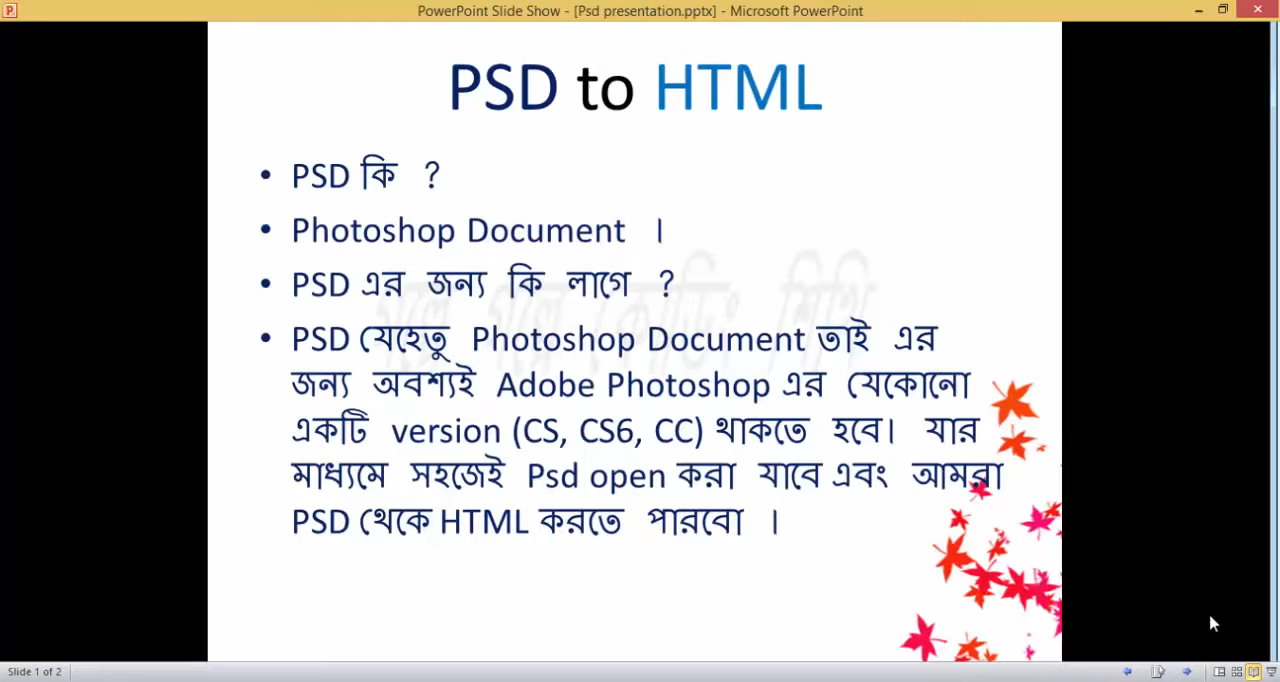 PowerPoint Slide Show - [Psd presentation.pptx] - Microsoft PowerPoint
PSD to HTML
• PSD কি ?
• Photoshop Document ।
• PSD এর জন্য কি লাগে ?
• PSD যেহেতু Photoshop Document তাই এর
জন্য অবশ্যই Adobe Photoshop এর যেকোনো
একটি version (CS, CS6, CC) থাকতে হবে। যার
মাধ্যমে সহজেই Psd open করা যাবে এবং আমরা
PSD থেকে HTML করতে পারবো ।
Slide 1 of 2